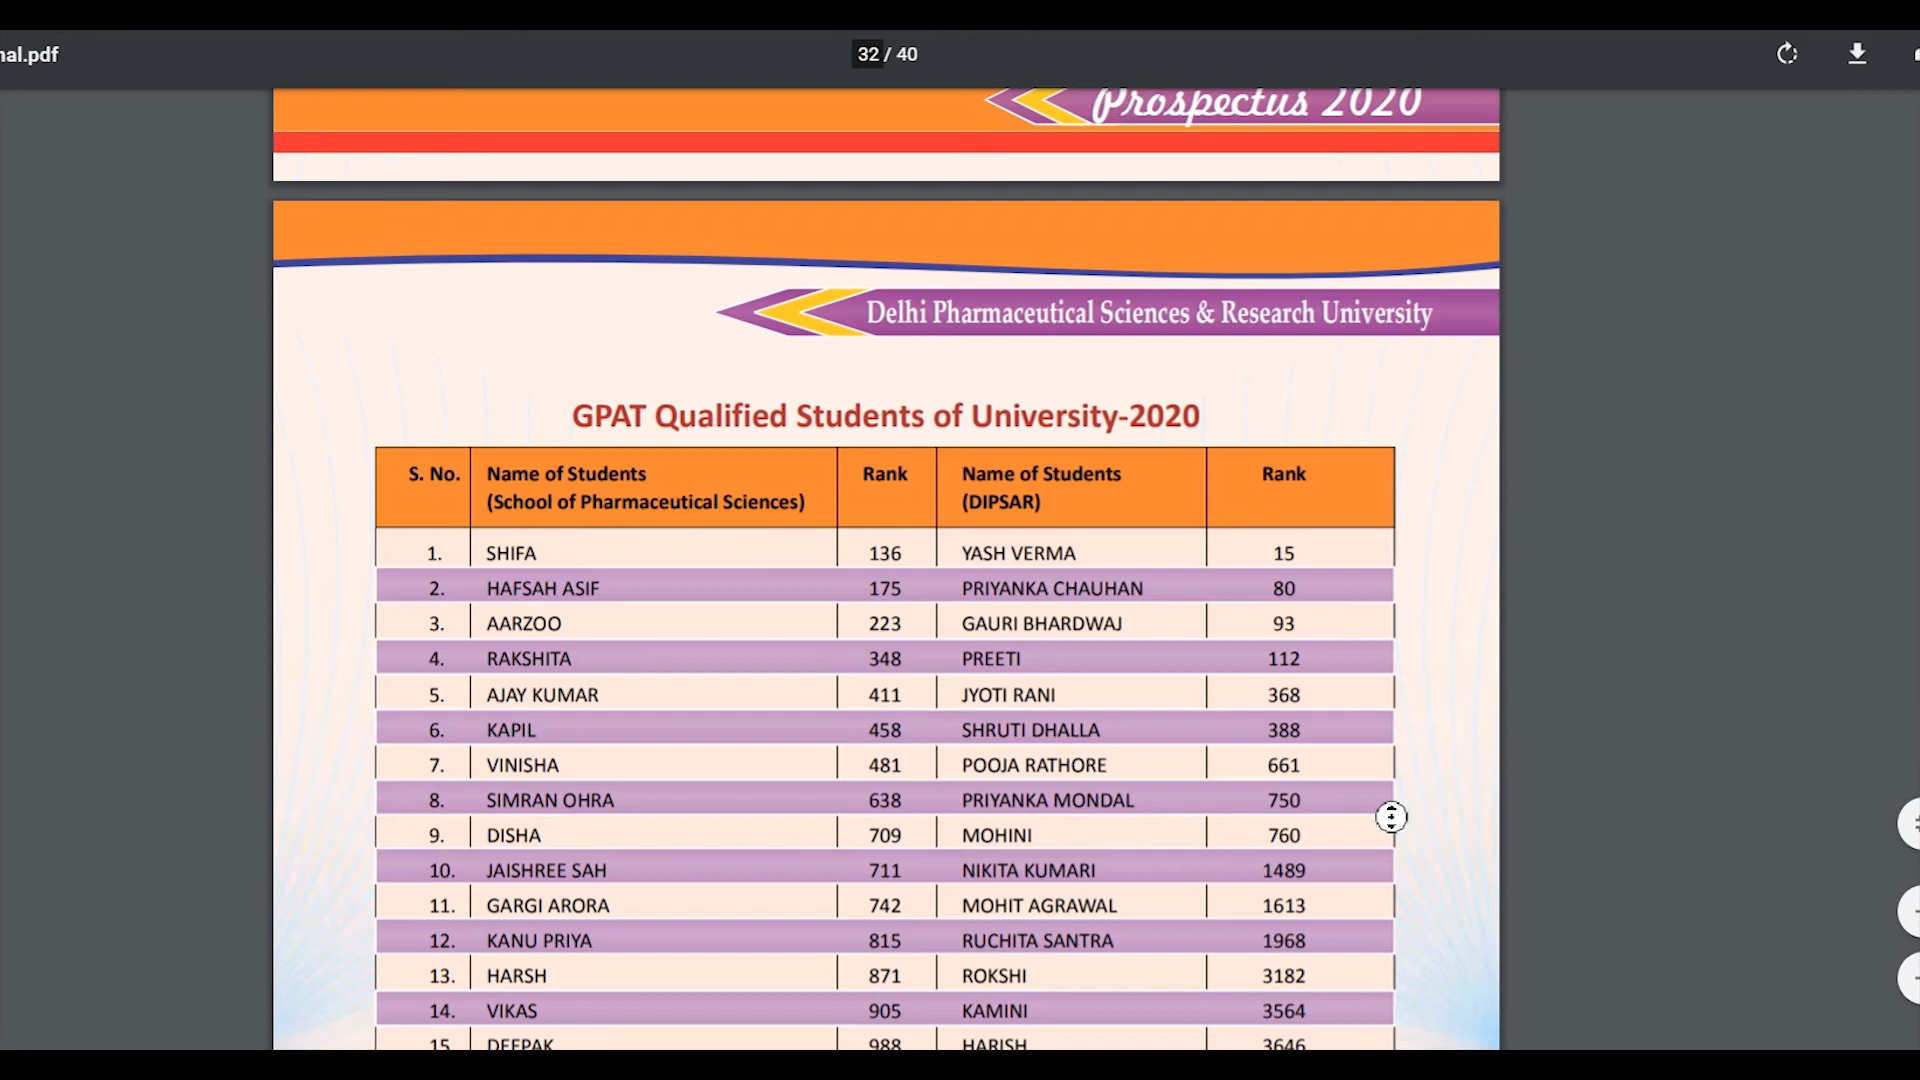 nal.pdf
32 / 40
Prospectus 2020
Delhi Pharmaceutical Sciences & Research University
GPAT Qualified Students of University-2020
S. No. Name of Students (School of Pharmaceutical Sciences) Rank Name of Students (DIPSAR) Rank
1. SHIFA 136 YASH VERMA 15
2. HAFSAH ASIF 175 PRIYANKA CHAUHAN 80
3. AARZOO 223 GAURI BHARDWAJ 93
4. RAKSHITA 348 PREETI 112
5. AJAY KUMAR 411 JYOTI RANI 368
6. KAPIL 458 SHRUTI DHALLA 388
7. VINISHA 481 POOJA RATHORE 661
8. SIMRAN OHRA 638 PRIYANKA MONDAL 750
9. DISHA 709 MOHINI 760
10. JAISHREE SAH 711 NIKITA KUMARI 1489
11. GARGI ARORA 742 MOHIT AGRAWAL 1613
12. KANU PRIYA 815 RUCHITA SANTRA 1968
13. HARSH 871 ROKSHI 3182
14. VIKAS 905 KAMINI 3564
15 DEEPAK 988 HARISH 3646